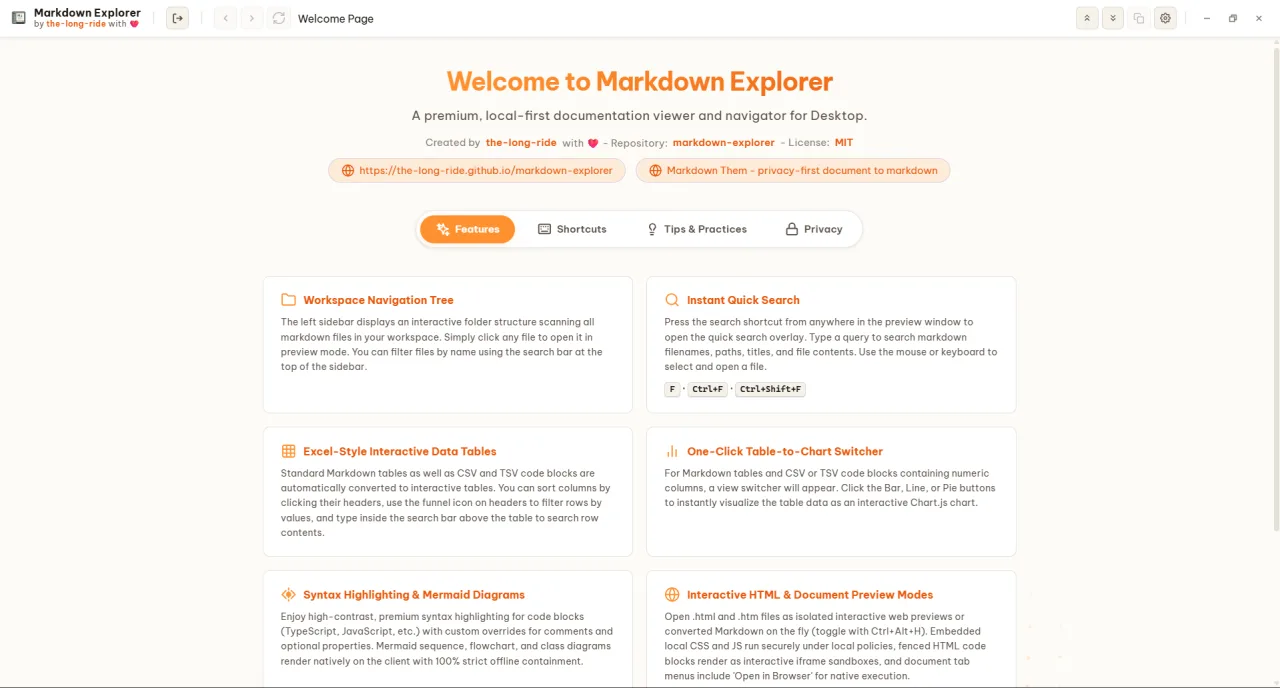 Markdown Explorer
by the-long-ride with
Welcome Page
Welcome to Markdown Explorer
A premium, local-first documentation viewer and navigator for Desktop.
Created by the-long-ride with - Repository: markdown-explorer - License: MIT
https://the-long-ride.github.io/markdown-explorer
Markdown Them - privacy-first document to markdown
Features
Shortcuts
Tips & Practices
Privacy
Workspace Navigation Tree
The left sidebar displays an interactive folder structure scanning all
markdown files in your workspace. Simply click any file to open it in
preview mode. You can filter files by name using the search bar at the
top of the sidebar.
Instant Quick Search
Press the search shortcut from anywhere in the preview window to
open the quick search overlay. Type a query to search markdown
filenames, paths, titles, and file contents. Use the mouse or keyboard to
select and open a file.
F · Ctrl+F · Ctrl+Shift+F
Excel-Style Interactive Data Tables
Standard Markdown tables as well as CSV and TSV code blocks are
automatically converted to interactive tables. You can sort columns by
clicking their headers, use the funnel icon on headers to filter rows by
values, and type inside the search bar above the table to search row
contents.
One-Click Table-to-Chart Switcher
For Markdown tables and CSV or TSV code blocks containing numeric
columns, a view switcher will appear. Click the Bar, Line, or Pie buttons
to instantly visualize the table data as an interactive Chart.js chart.
Syntax Highlighting & Mermaid Diagrams
Enjoy high-contrast, premium syntax highlighting for code blocks
(TypeScript, JavaScript, etc.) with custom overrides for comments and
optional properties. Mermaid sequence, flowchart, and class diagrams
render natively on the client with 100% strict offline containment.
Interactive HTML & Document Preview Modes
Open .html and .htm files as isolated interactive web previews or
converted Markdown on the fly (toggle with Ctrl+Alt+H). Embedded
local CSS and JS run securely under local policies, fenced HTML code
blocks render as interactive iframe sandboxes, and document tab
menus include 'Open in Browser' for native execution.